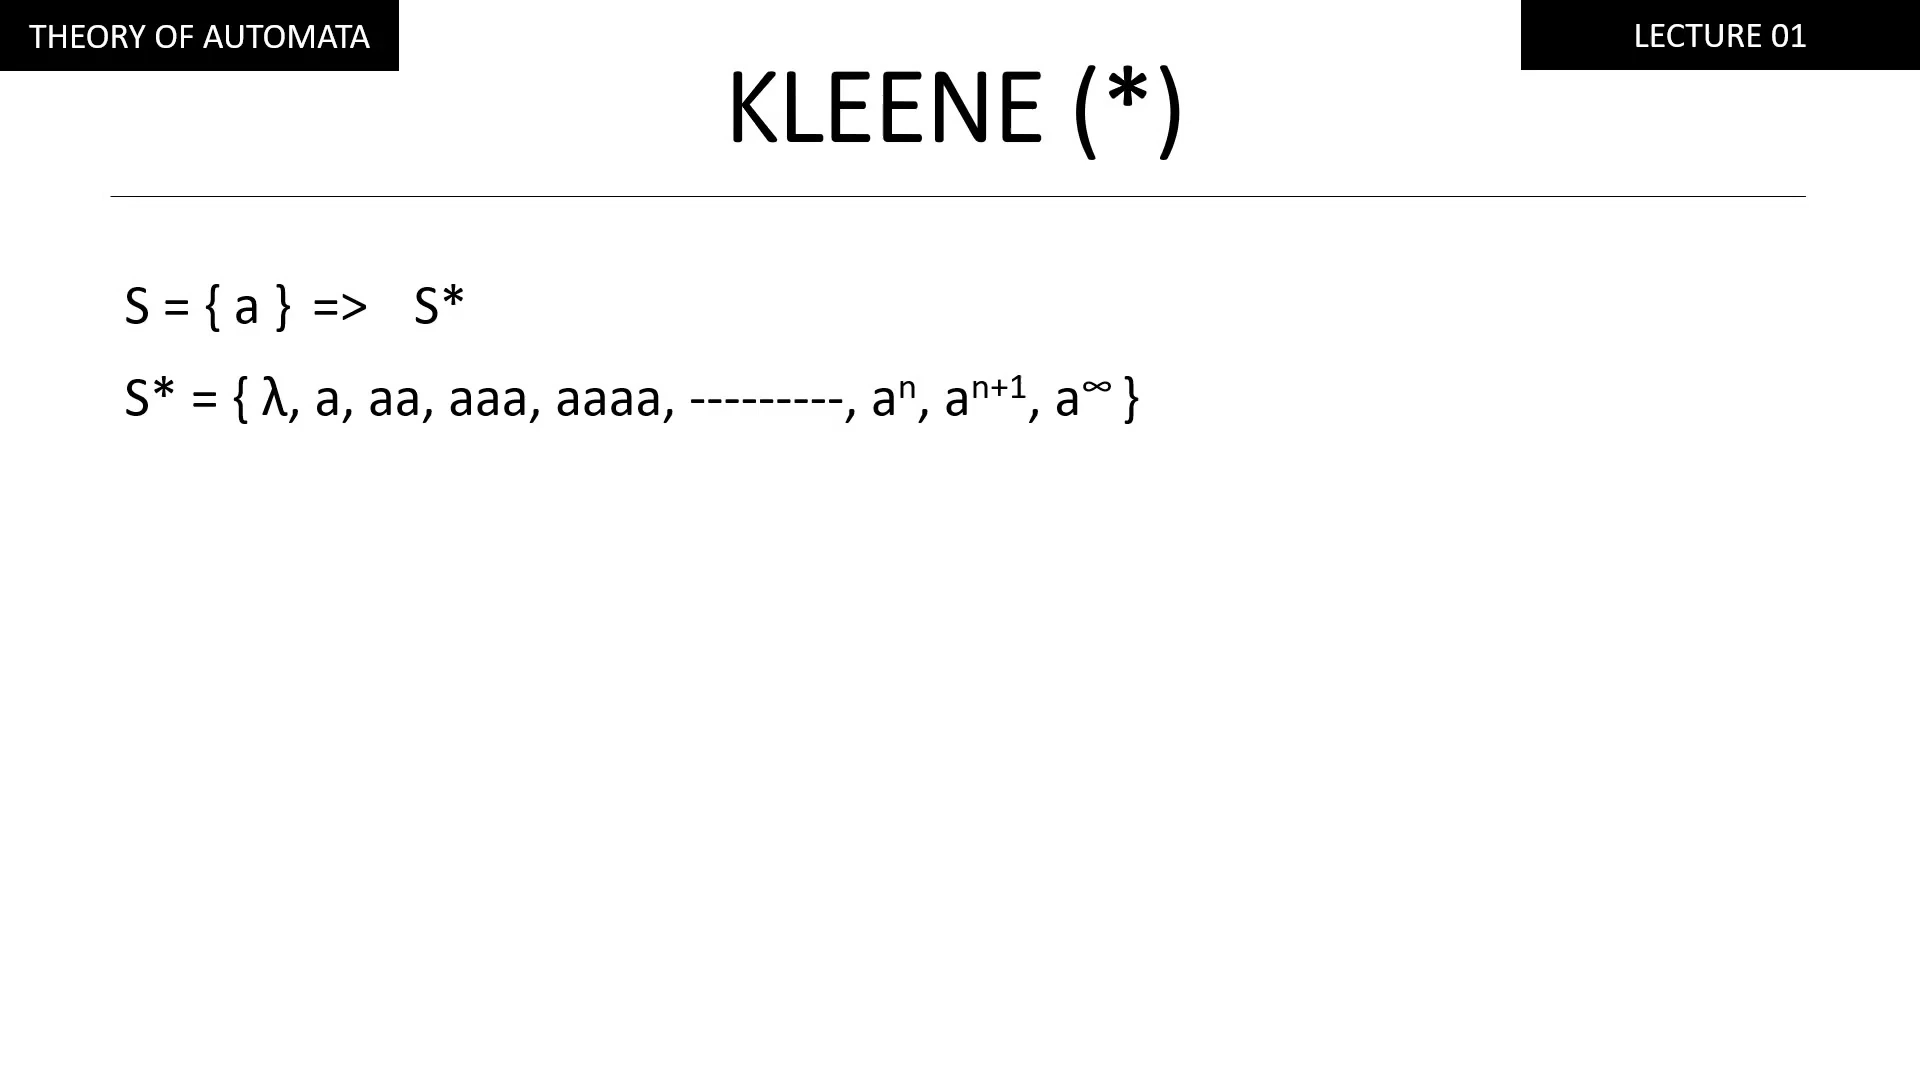 THEORY OF AUTOMATA
LECTURE 01
KLEENE (*)
S = { a } => S*
S* = { λ, a, aa, aaa, aaaa, ---------, aⁿ, aⁿ⁺¹, a^∞ }